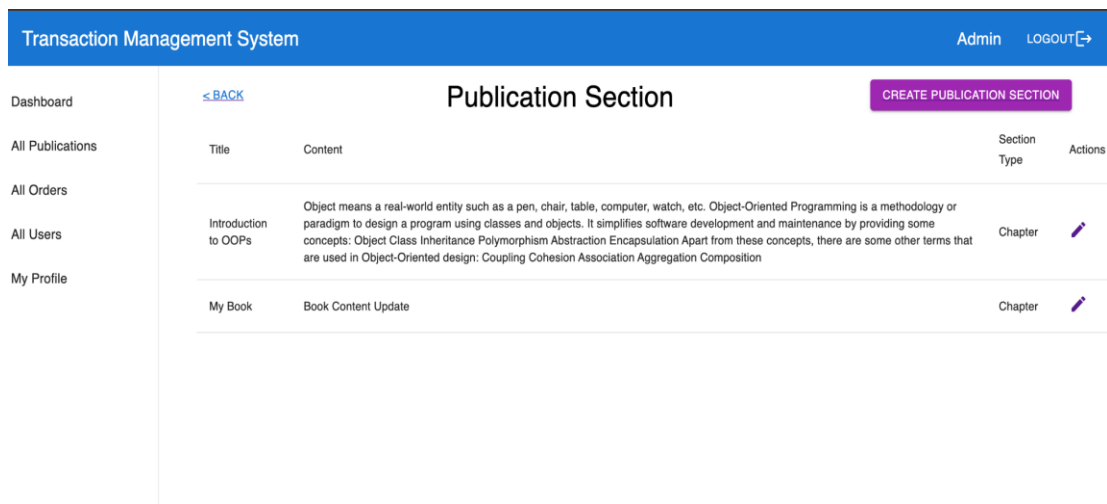 Transaction Management System
Admin
LOGOUT
Dashboard
All Publications
All Orders
All Users
My Profile
< BACK
Publication Section
CREATE PUBLICATION SECTION
Title
Content
Section
Type
Actions
Introduction
to OOPs
Object means a real-world entity such as a pen, chair, table, computer, watch, etc. Object-Oriented Programming is a methodology or
paradigm to design a program using classes and objects. It simplifies software development and maintenance by providing some
concepts: Object Class Inheritance Polymorphism Abstraction Encapsulation Apart from these concepts, there are some other terms that
are used in Object-Oriented design: Coupling Cohesion Association Aggregation Composition
Chapter
My Book
Book Content Update
Chapter